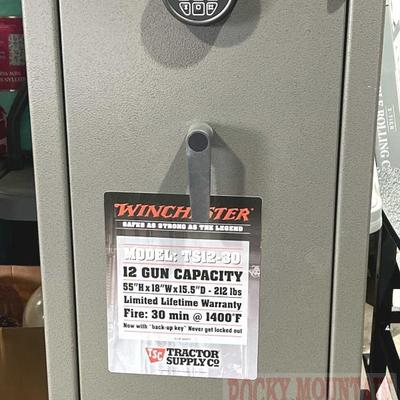 WINCHESTER
SAFES AS STRONG AS THE LEGEND
MODEL: TS12-30
12 GUN CAPACITY
55"H x 18"W x 15.5"D - 212 lbs
Limited Lifetime Warranty
Fire: 30 min @ 1400°F
Now with "back-up key" Never get locked out
TSC TRACTOR
SUPPLY CO
ROCKY MOUNTAIN